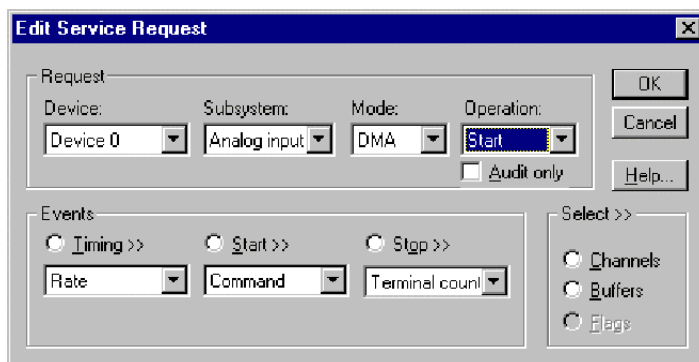 Edit Service Request
Request
OK
Device: Subsystem: Mode: Operation:
Cancel
Device 0 Analog input DMA Start
Audit only Help...
Events Select >>
Timing >> Start >> Stop >>
Channels
Rate Command Terminal count
Buffers
Flags